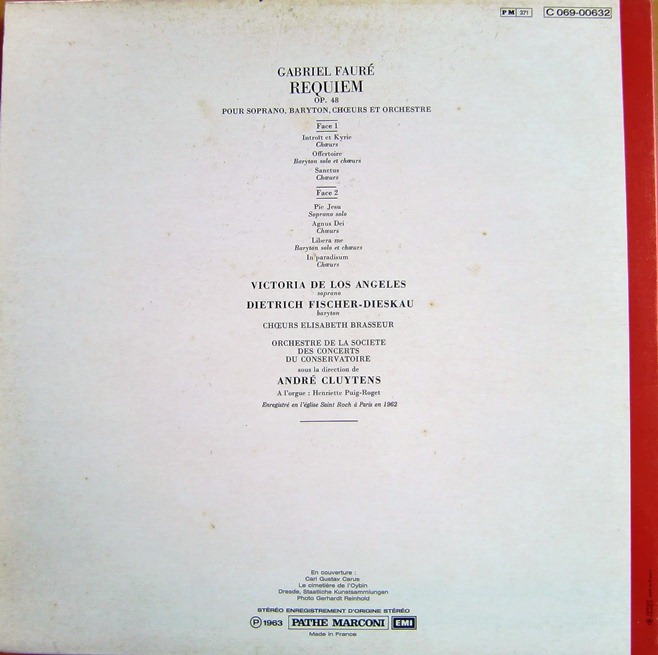 PM 371 C 069-00632
GABRIEL FAURÉ
REQUIEM
OP. 48
POUR SOPRANO, BARYTON, CHŒURS ET ORCHESTRE
Face 1
Introït et Kyrie
Chœurs
Offertoire
Baryton solo et chœurs
Sanctus
Chœurs
Face 2
Pie Jesu
Soprano solo
Agnus Dei
Chœurs
Libera me
Baryton solo et chœurs
In paradisum
Chœurs
VICTORIA DE LOS ANGELES
soprano
DIETRICH FISCHER-DIESKAU
baryton
CHŒURS ELISABETH BRASSEUR
ORCHESTRE DE LA SOCIETE
DES CONCERTS
DU CONSERVATOIRE
sous la direction de
ANDRÉ CLUYTENS
A l'orgue : Henriette Puig-Roget
Enregistré en l'église Saint Roch à Paris en 1962
En couverture :
Carl Gustav Carus
Le cimetière de l'Oybin
Dresde, Staatliche Kunstsammlungen
Photo Gerhardt Reinhold
STÉRÉO ENREGISTREMENT D'ORIGINE STÉRÉO
Ⓟ 1963 PATHE MARCONI EMI
Made in France